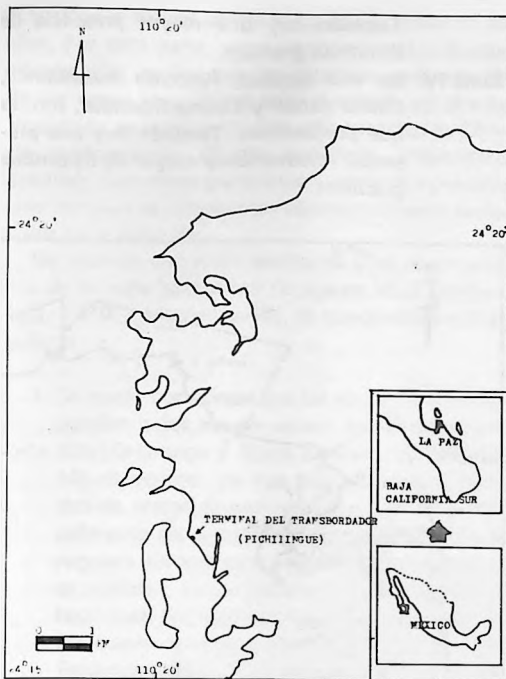 110°20'
N
24°20'
24°20'
LA PAZ
BAJA
CALIFORNIA SUR
TERMINAL DEL TRANSBORDADOR
(PICHILINGUE)
MEXICO
0 1
KM
24°15'
110°20'